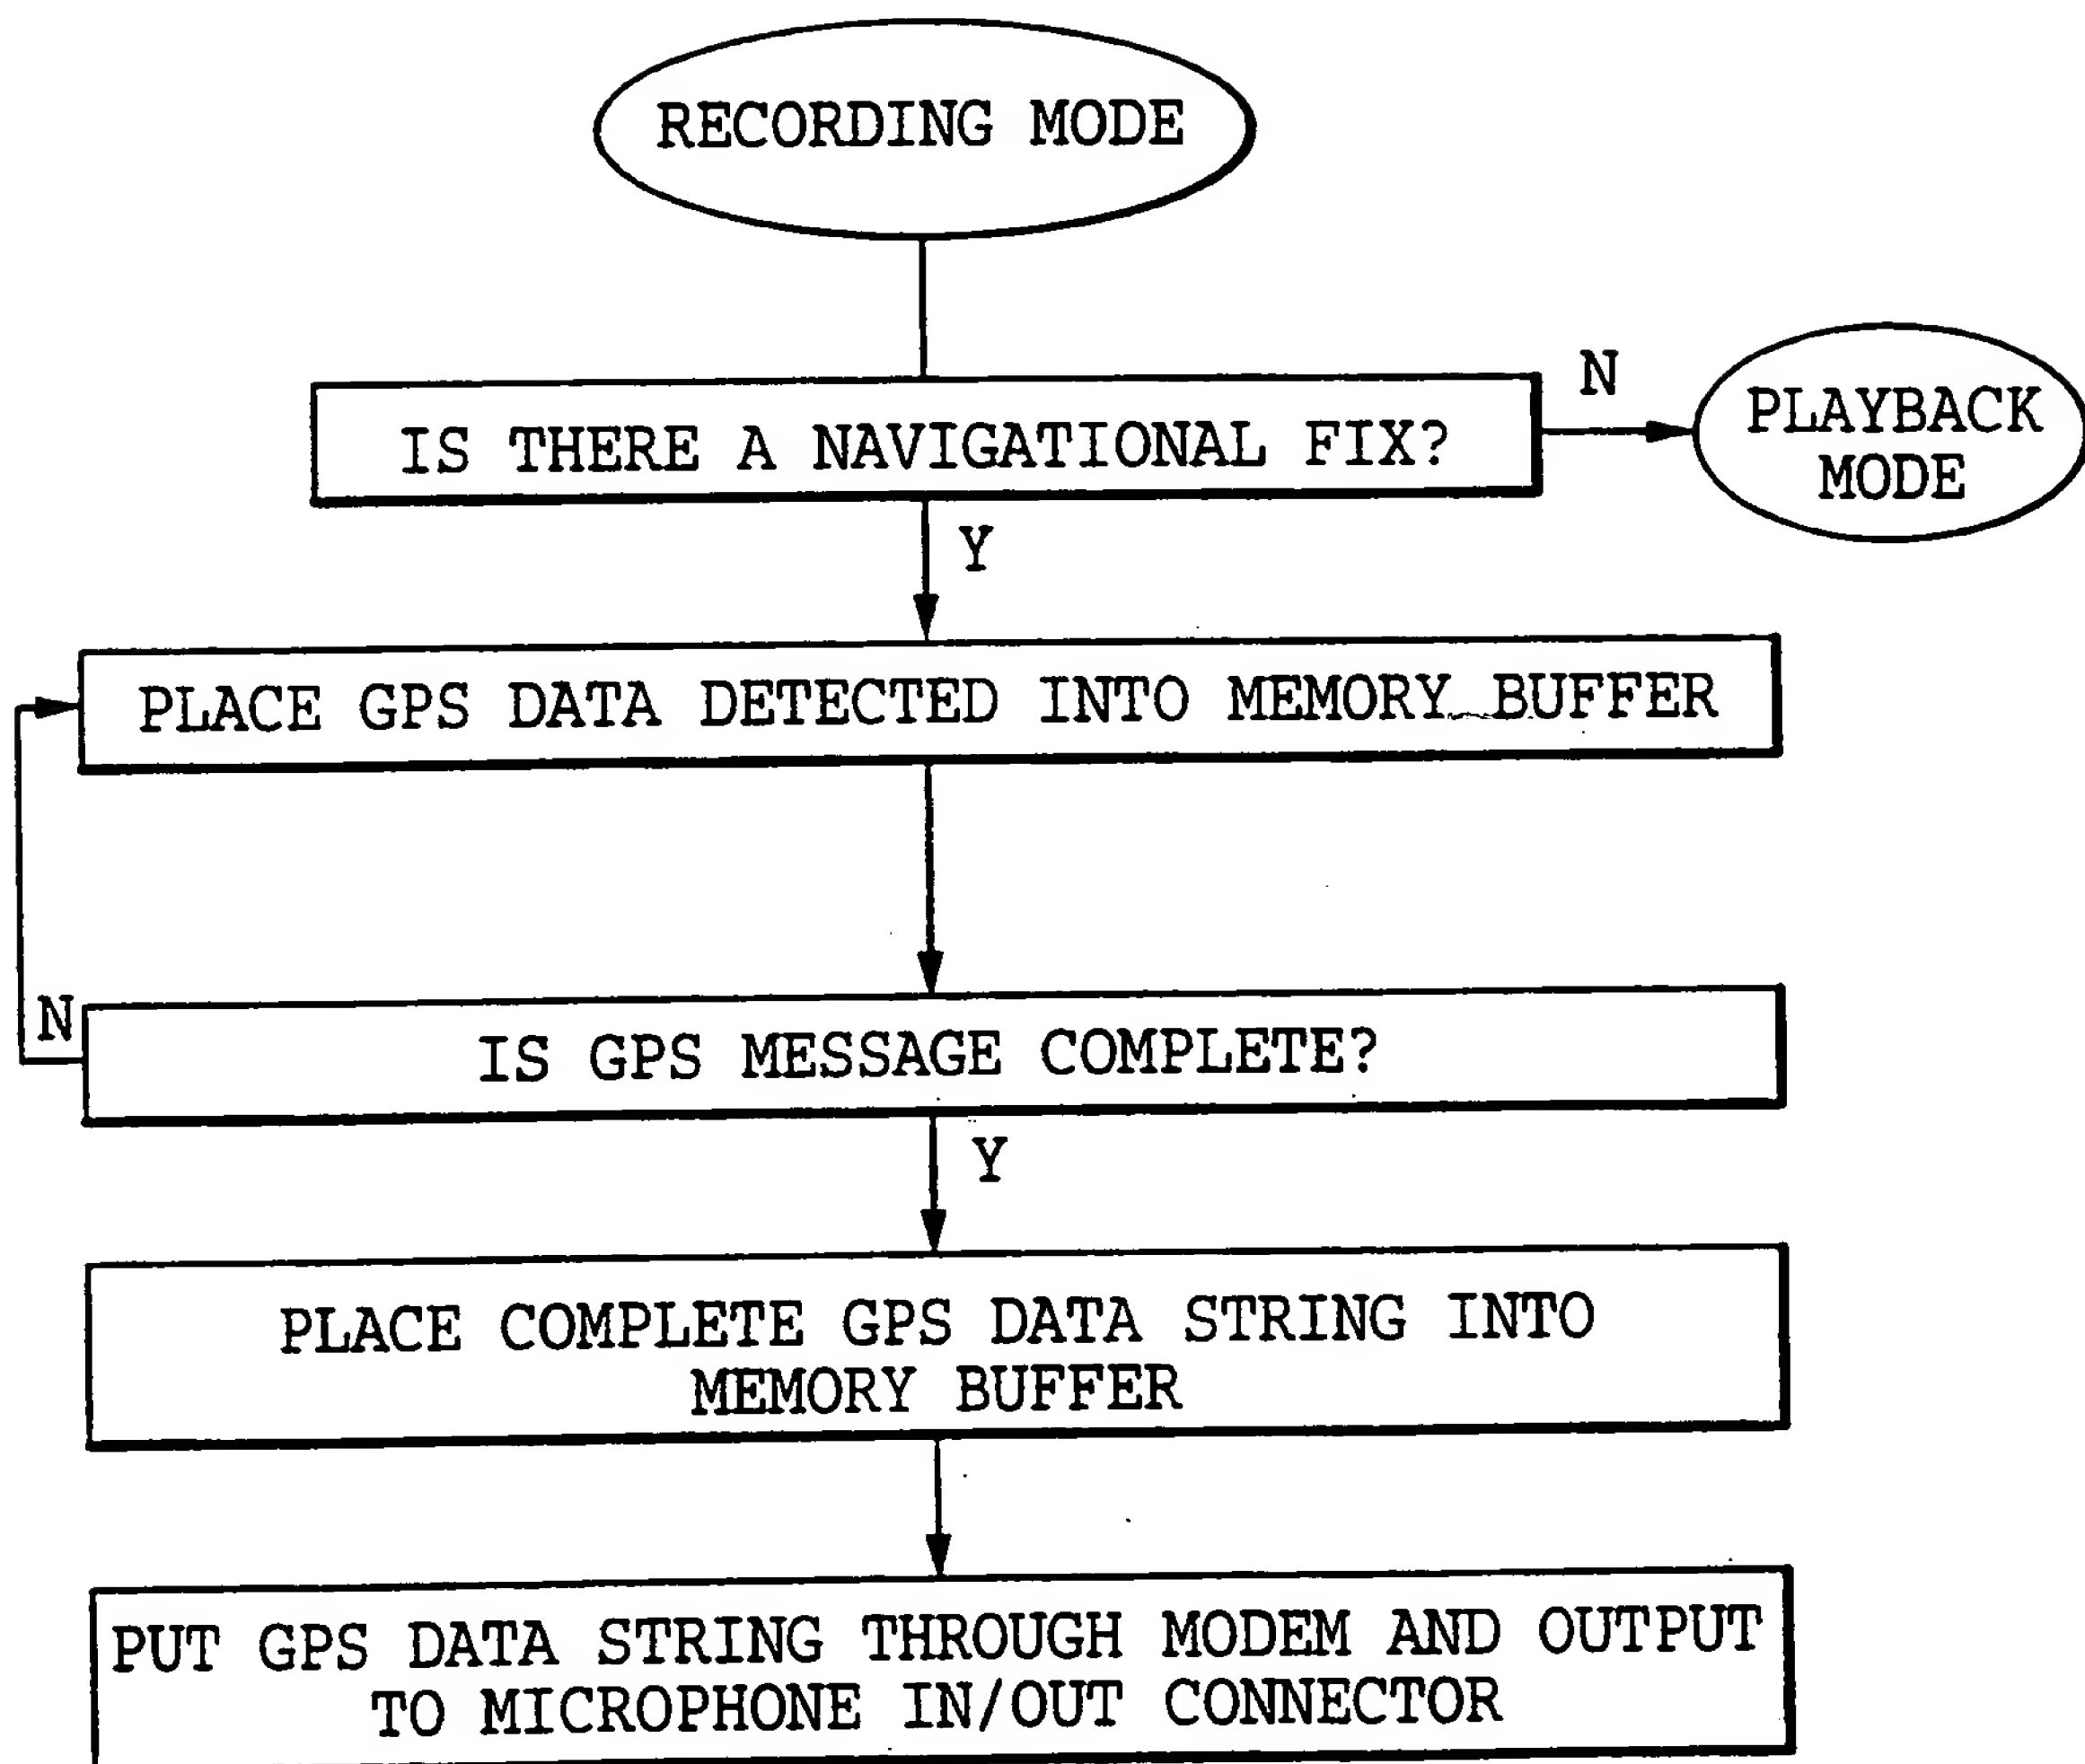 RECORDING MODE
IS THERE A NAVIGATIONAL FIX?
N
PLAYBACK
MODE
Y
PLACE GPS DATA DETECTED INTO MEMORY BUFFER
N
IS GPS MESSAGE COMPLETE?
Y
PLACE COMPLETE GPS DATA STRING INTO
MEMORY BUFFER
PUT GPS DATA STRING THROUGH MODEM AND OUTPUT
TO MICROPHONE IN/OUT CONNECTOR